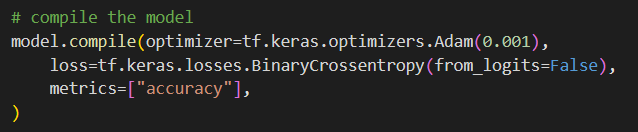 # compile the model
model.compile(optimizer=tf.keras.optimizers.Adam(0.001),
    loss=tf.keras.losses.BinaryCrossentropy(from_logits=False),
    metrics=["accuracy"],
)